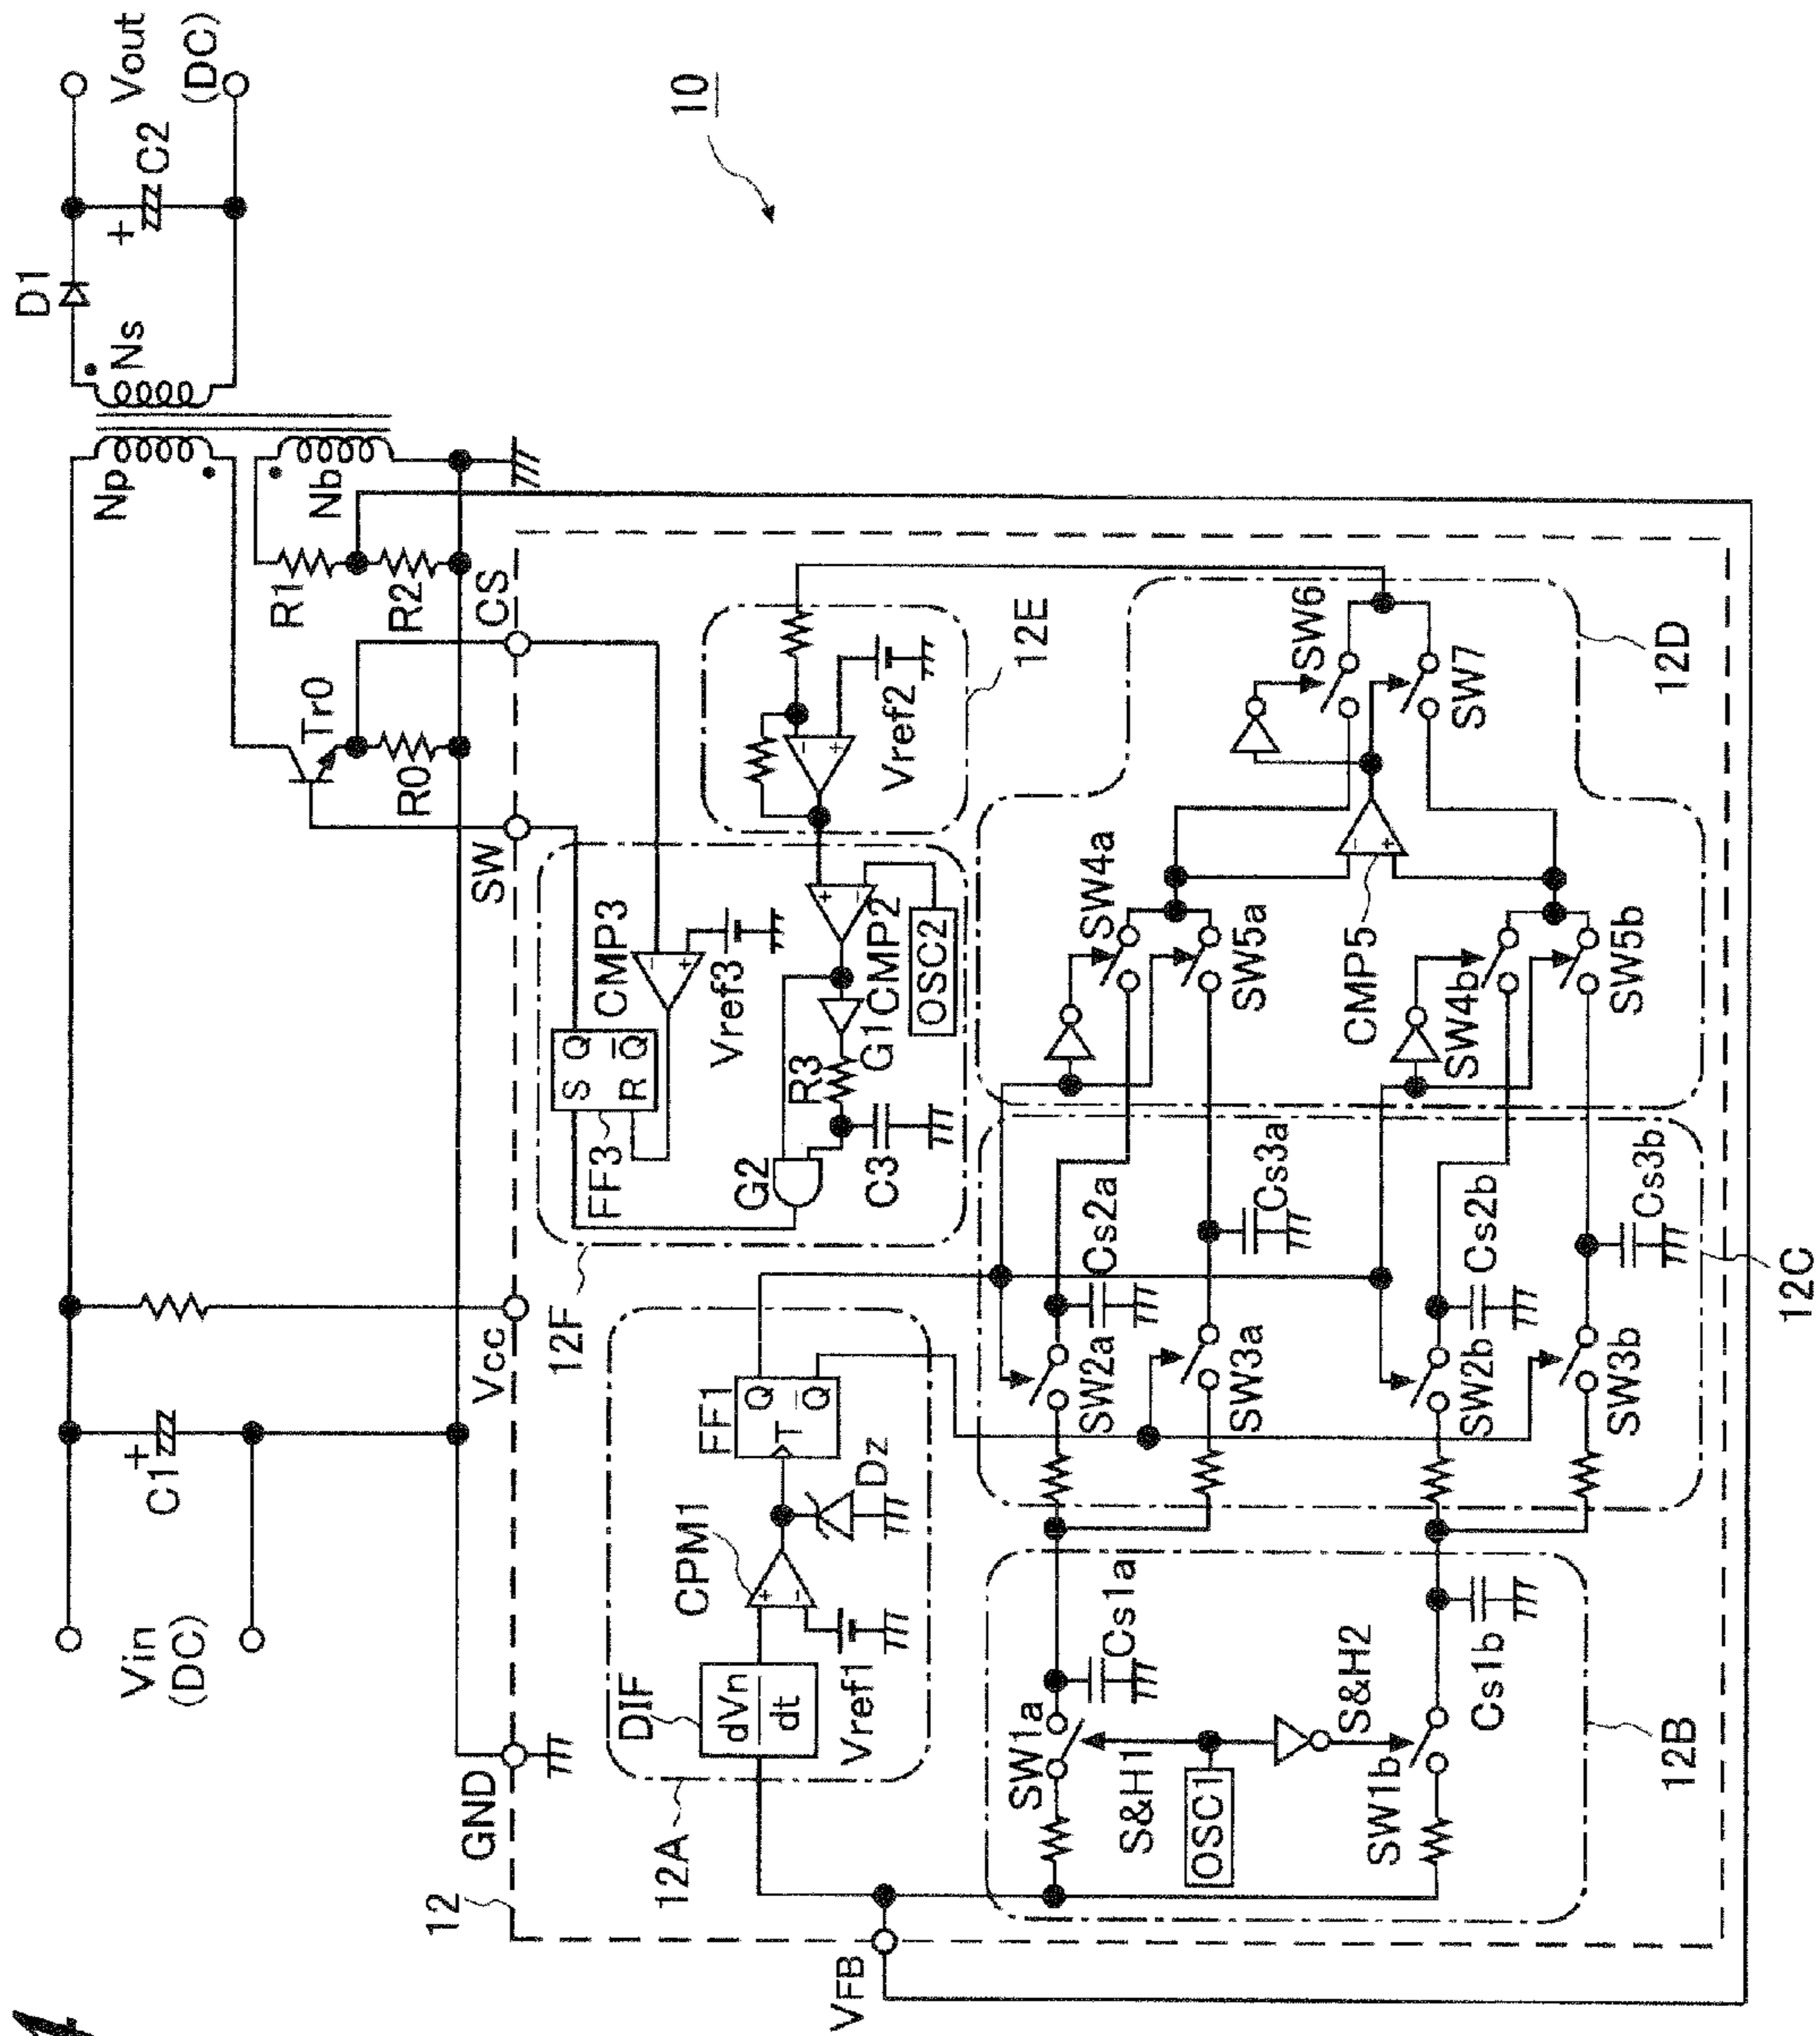 4
D1
Vout
(DC)
C2
+
Ns
Np
Nb
R1
R2
10
Tr0
R0
CS
SW
Vcc
C1
+
Vin
(DC)
GND
12
12A
DIF
dVn
dt
CPM1
+
-
Vref1
Dz
FF1
T
Q
Q
12F
FF3
S
Q
R
Q
CMP3
-
+
Vref3
G2
R3
C3
G1
CMP2
+
-
OSC2
12E
-
+
Vref2
VFB
12B
SW1a
Cs1a
S&H1
OSC1
S&H2
SW1b
Cs1b
12C
SW2a
Cs2a
SW3a
Cs3a
SW2b
Cs2b
SW3b
Cs3b
12D
SW4a
SW5a
SW4b
SW5b
CMP5
-
+
SW6
SW7